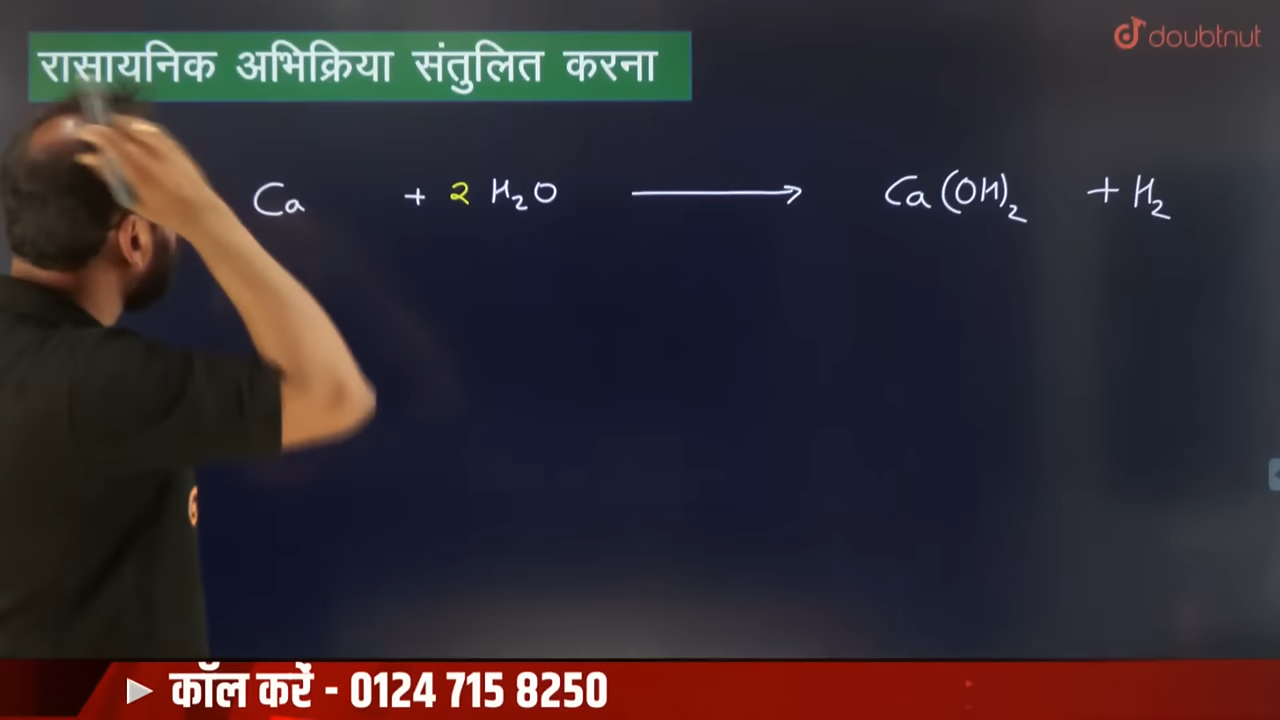 doubtnut
रासायनिक अभिक्रिया संतुलित करना
Ca + 2 H₂O ⟶ Ca(OH)₂ + H₂
कॉल करें - 0124 715 8250